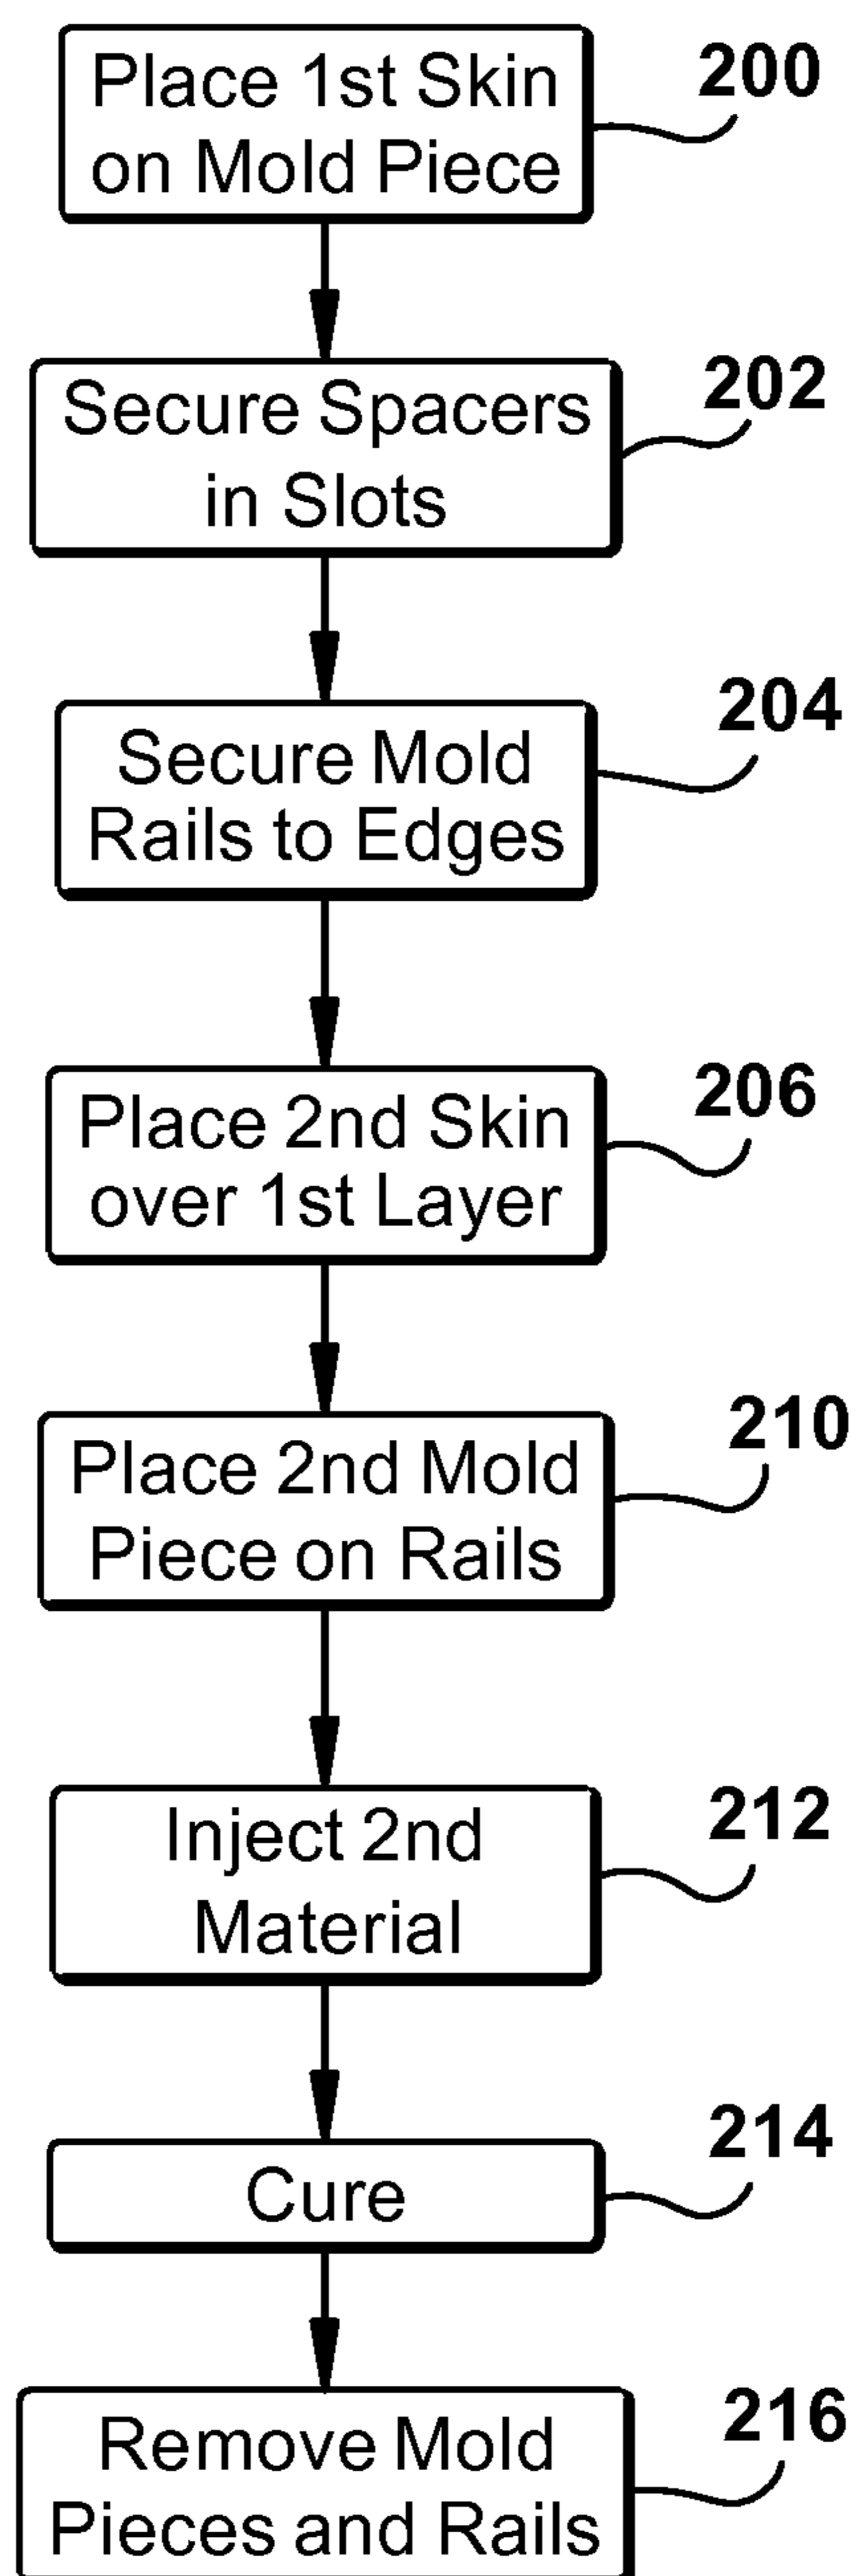 Place 1st Skin
on Mold Piece
200
Secure Spacers
in Slots
202
Secure Mold
Rails to Edges
204
Place 2nd Skin
over 1st Layer
206
Place 2nd Mold
Piece on Rails
210
Inject 2nd
Material
212
Cure
214
Remove Mold
Pieces and Rails
216